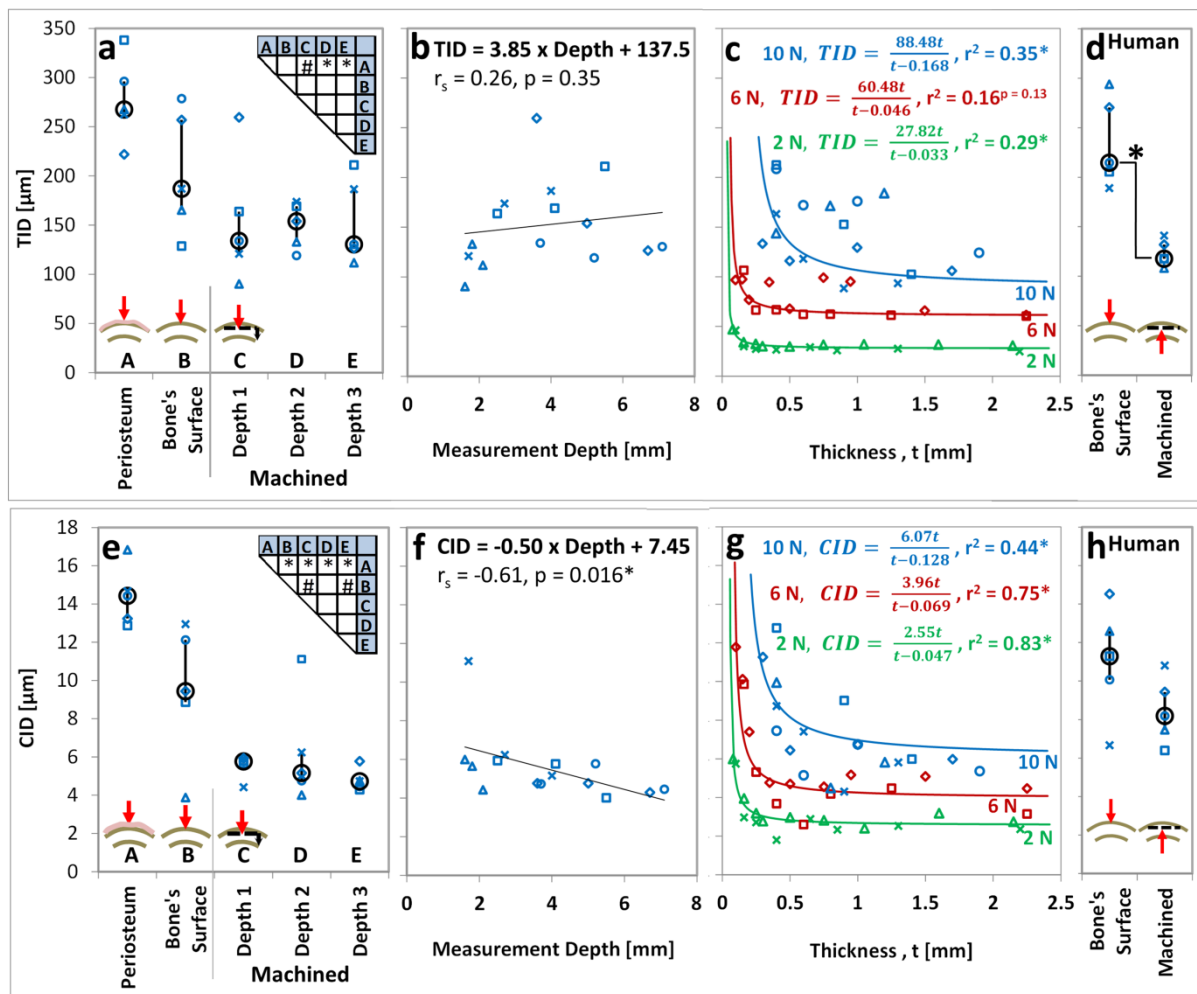 a
b
TID = 3.85 x Depth + 137.5
r_s = 0.26, p = 0.35
c
10 N, TID = 88.48t / t−0.168, r² = 0.35*
6 N, TID = 60.48t / t−0.046, r² = 0.16 p = 0.13
2 N, TID = 27.82t / t−0.033, r² = 0.29*
d
Human
A B C D E
# * * A
B
C
D
E
TID [µm]
350
300
250
200
150
100
50
0
A B C D E
Periosteum
Bone's Surface
Depth 1
Depth 2
Depth 3
Machined
0 2 4 6 8
Measurement Depth [mm]
10 N
6 N
2 N
0 0.5 1 1.5 2 2.5
Thickness , t [mm]
*
Bone's Surface
Machined
e
f
CID = -0.50 x Depth + 7.45
r_s = -0.61, p = 0.016*
g
10 N, CID = 6.07t / t−0.128, r² = 0.44*
6 N, CID = 3.96t / t−0.069, r² = 0.75*
2 N, CID = 2.55t / t−0.047, r² = 0.83*
h
Human
A B C D E
* * * * A
# # B
C
D
E
CID [µm]
18
16
14
12
10
8
6
4
2
0
A B C D E
Periosteum
Bone's Surface
Depth 1
Depth 2
Depth 3
Machined
0 2 4 6 8
Measurement Depth [mm]
10 N
6 N
2 N
0 0.5 1 1.5 2 2.5
Thickness , t [mm]
Bone's Surface
Machined